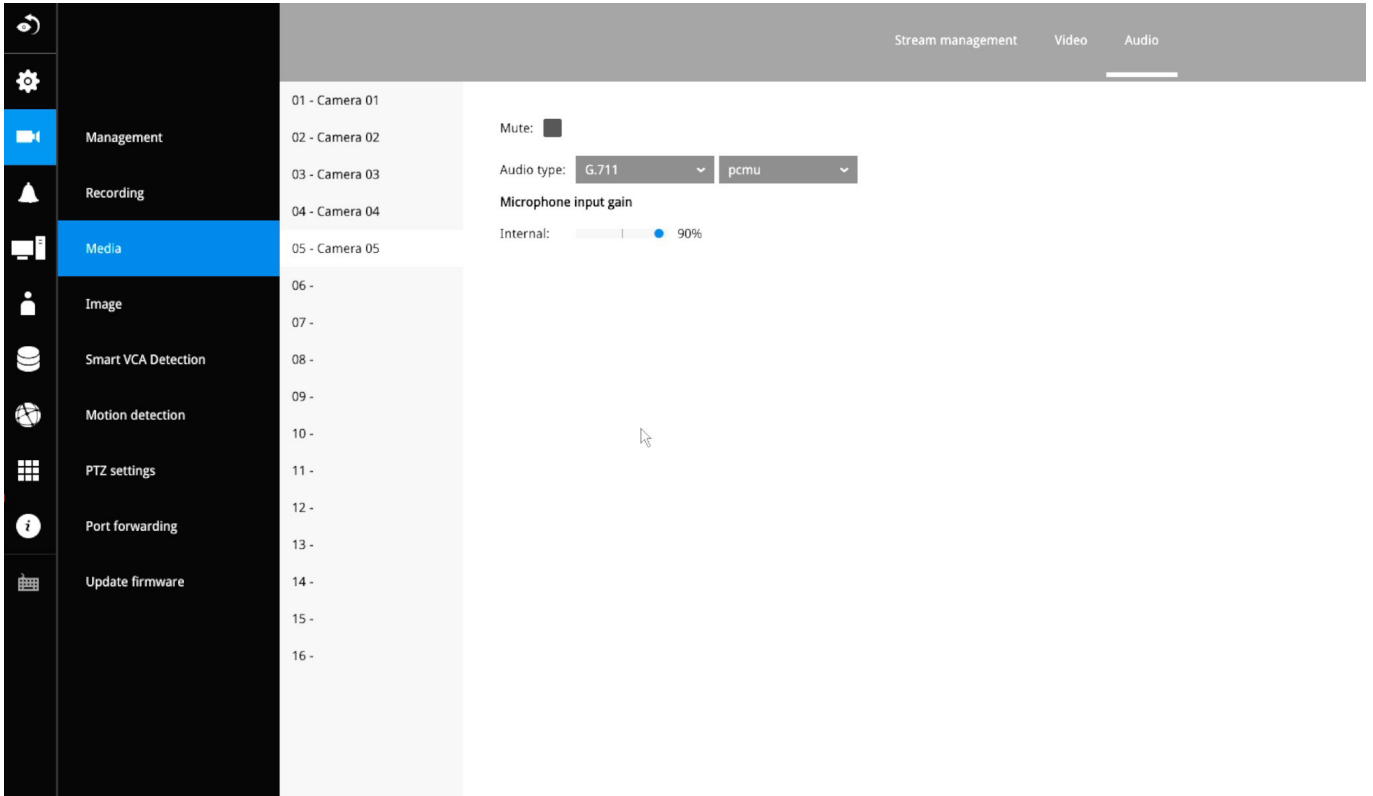 Stream management Video Audio
Management
Recording
Media
Image
Smart VCA Detection
Motion detection
PTZ settings
Port forwarding
Update firmware
01 - Camera 01
02 - Camera 02
03 - Camera 03
04 - Camera 04
05 - Camera 05
06 -
07 -
08 -
09 -
10 -
11 -
12 -
13 -
14 -
15 -
16 -
Mute:
Audio type: G.711 pcmu
Microphone input gain
Internal: 90%